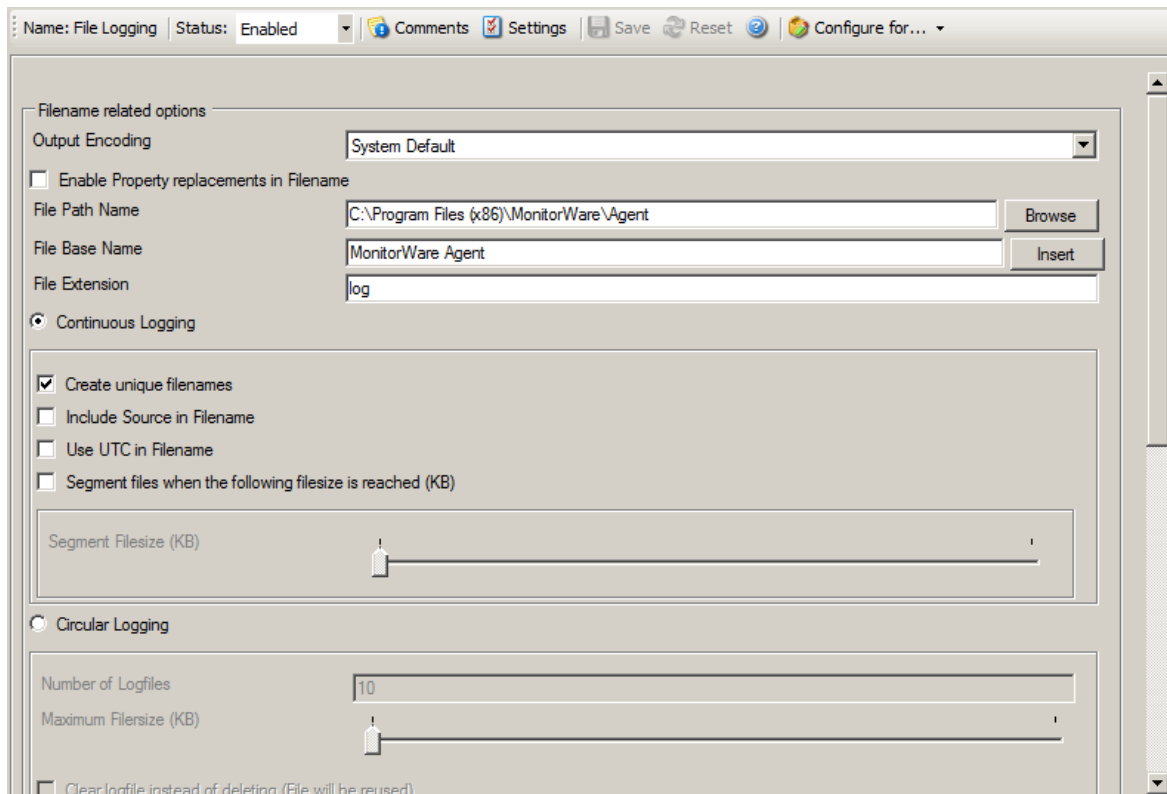 Name: File Logging Status: Enabled Comments Settings Save Reset Configure for...
Filename related options
Output Encoding System Default
Enable Property replacements in Filename
File Path Name C:\Program Files (x86)\MonitorWare\Agent Browse
File Base Name MonitorWare Agent Insert
File Extension log
Continuous Logging
Create unique filenames
Include Source in Filename
Use UTC in Filename
Segment files when the following filesize is reached (KB)
Segment Filesize (KB)
Circular Logging
Number of Logfiles 10
Maximum Filersize (KB)
Clear logfile instead of deleting (File will be reused)